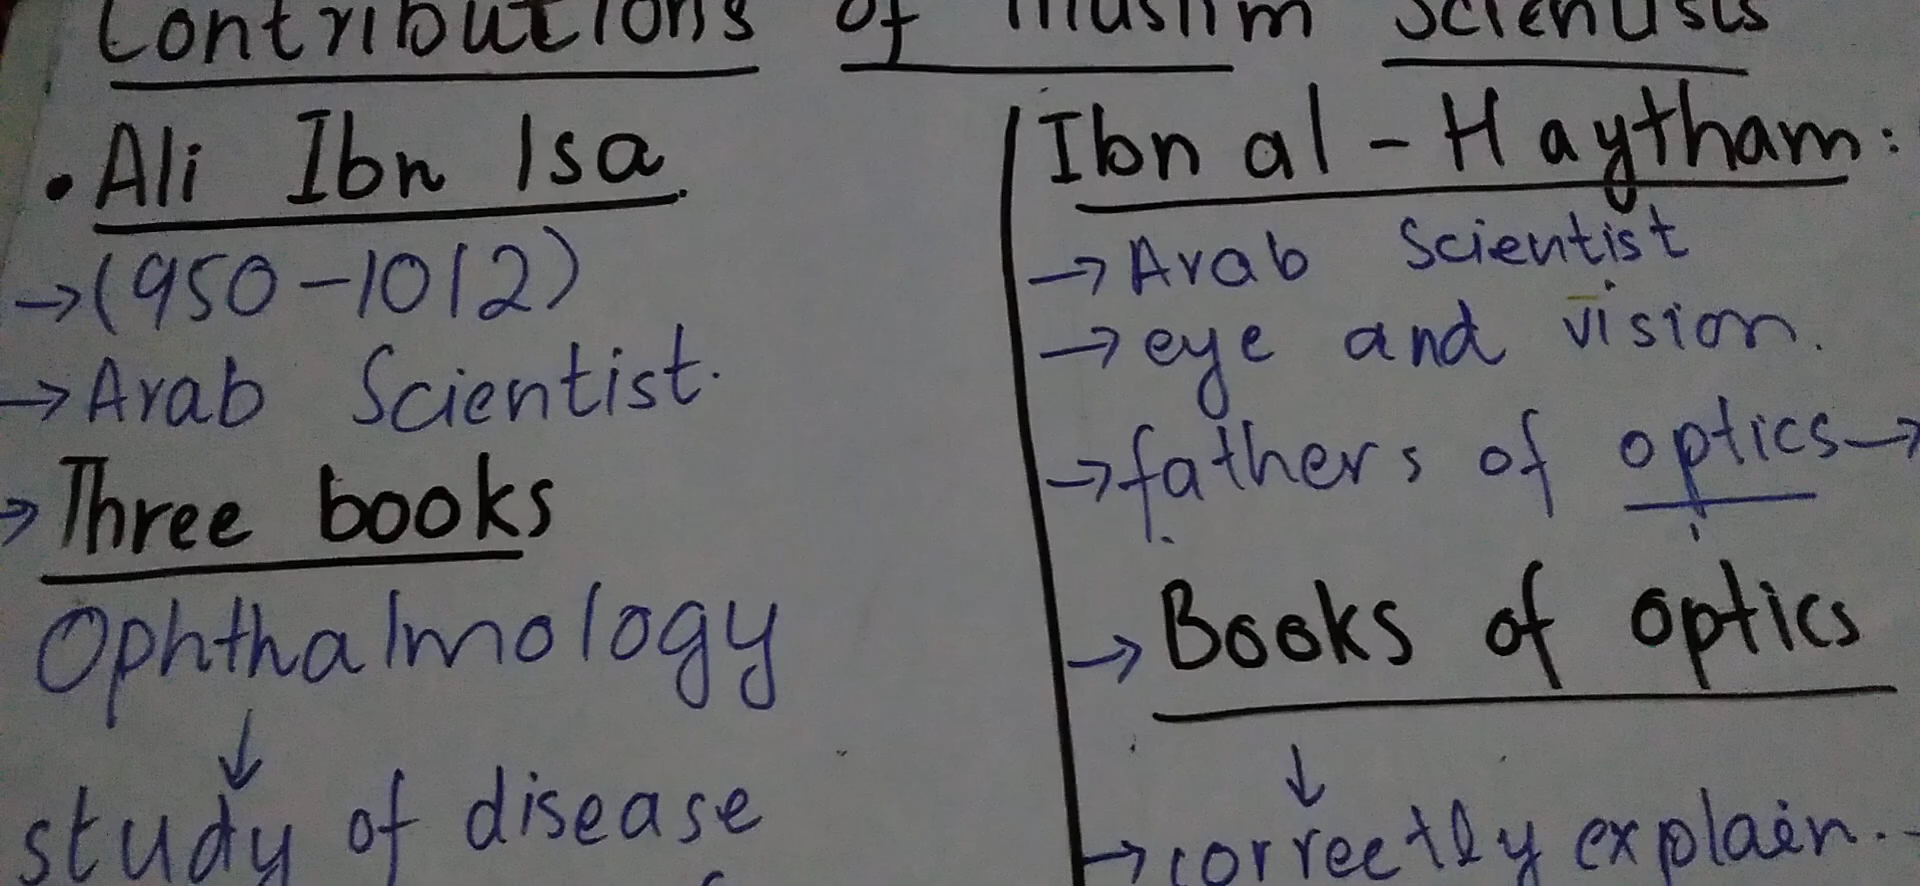 Contributions of Muslim Scientists
• Ali Ibn Isa.
→ (950-1012)
→ Arab Scientist.
→ Three books
Ophthalmology
↓
study of disease
Ibn al - Haytham:
→ Arab Scientist
→ eye and vision.
→ fathers of optics →
→ Books of optics
↓
→ correctly explain.